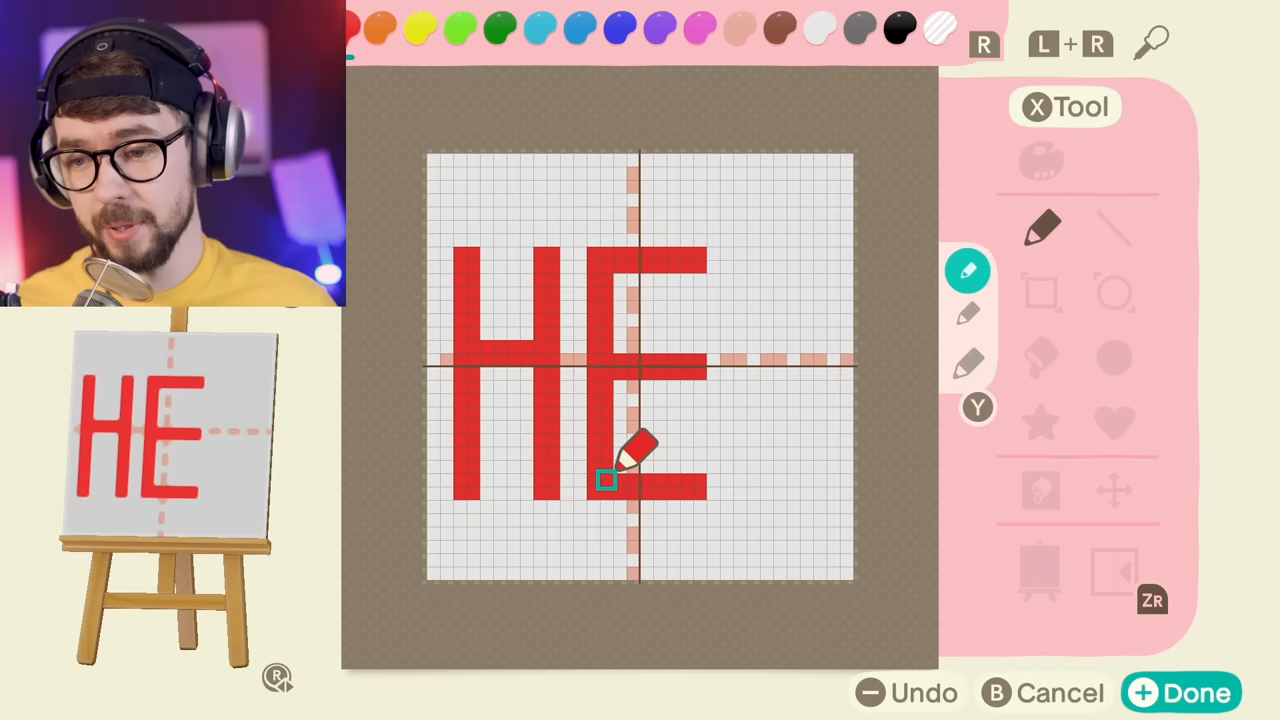 R L + R
X Tool
HE
HE
Y
ZR
R
− Undo B Cancel + Done